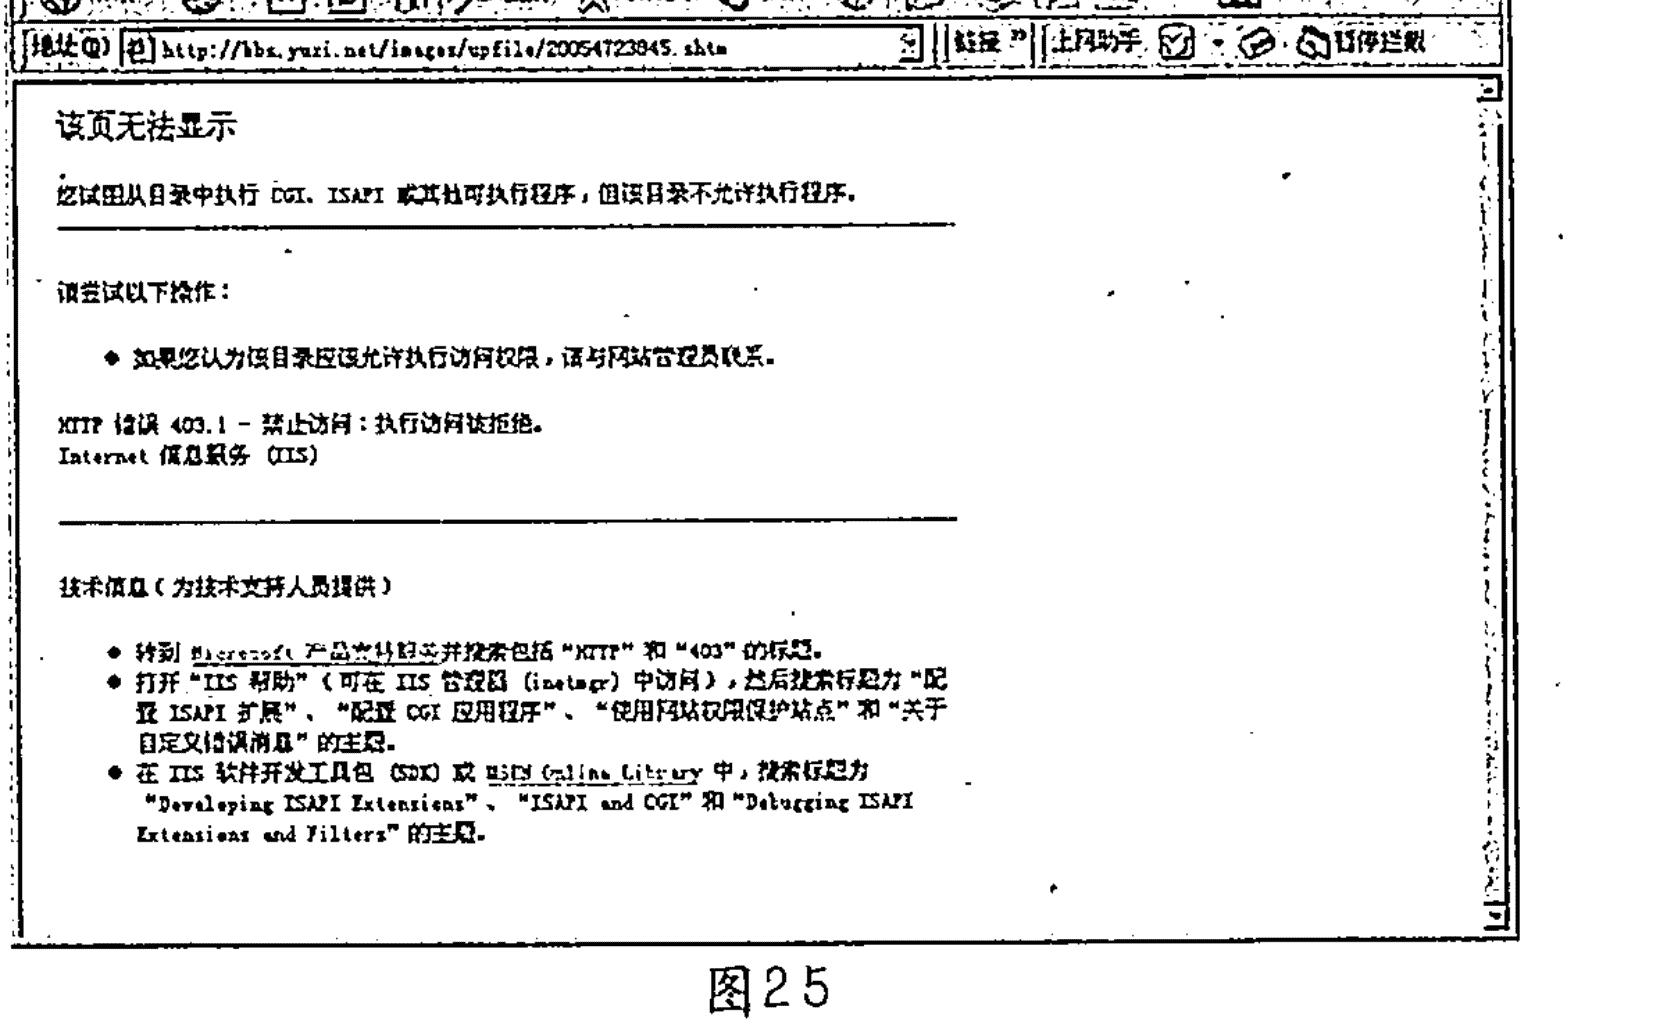 地址(D) http://bbs.yuxi.net/images/upfile/20054723845.shtm 链接 » 上网助手 暂停拦截
该页无法显示
您试图从目录中执行 CGI、ISAPI 或其他可执行程序，但该目录不允许执行程序。
请尝试以下操作：
● 如果您认为该目录应该允许执行访问权限，请与网站管理员联系。
HTTP 错误 403.1 - 禁止访问：执行访问被拒绝。
Internet 信息服务 (IIS)
技术信息（为技术支持人员提供）
● 转到 Microsoft 产品支持服务并搜索包括“HTTP”和“403”的标题。
● 打开“IIS 帮助”（可在 IIS 管理器 (inetmgr) 中访问），然后搜索标题为“配
置 ISAPI 扩展”、“配置 CGI 应用程序”、“使用网站权限保护站点”和“关于
自定义错误消息”的主题。
● 在 IIS 软件开发工具包 (SDK) 或 MSDN Online Library 中，搜索标题为
“Developing ISAPI Extensions”、“ISAPI and CGI”和“Debugging ISAPI
Extensions and Filters”的主题。
图25